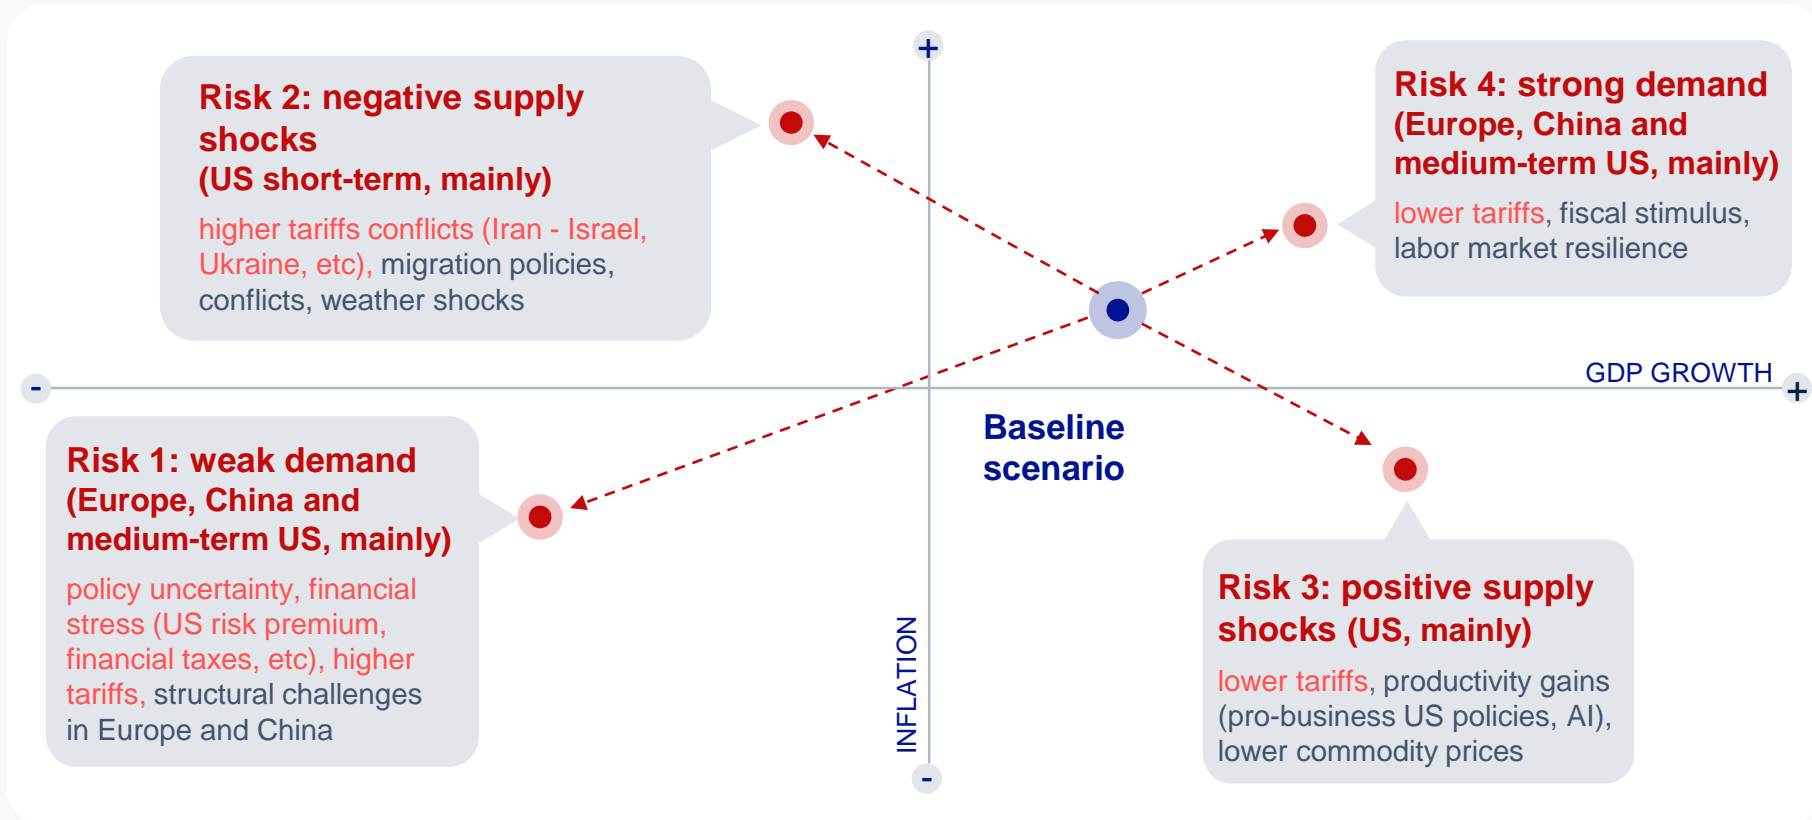 +
Risk 2: negative supply
shocks
(US short-term, mainly)
higher tariffs conflicts (Iran - Israel,
Ukraine, etc), migration policies,
conflicts, weather shocks
Risk 4: strong demand
(Europe, China and
medium-term US, mainly)
lower tariffs, fiscal stimulus,
labor market resilience
-
GDP GROWTH
+
Baseline
scenario
Risk 1: weak demand
(Europe, China and
medium-term US, mainly)
policy uncertainty, financial
stress (US risk premium,
financial taxes, etc), higher
tariffs, structural challenges
in Europe and China
INFLATION
-
Risk 3: positive supply
shocks (US, mainly)
lower tariffs, productivity gains
(pro-business US policies, AI),
lower commodity prices